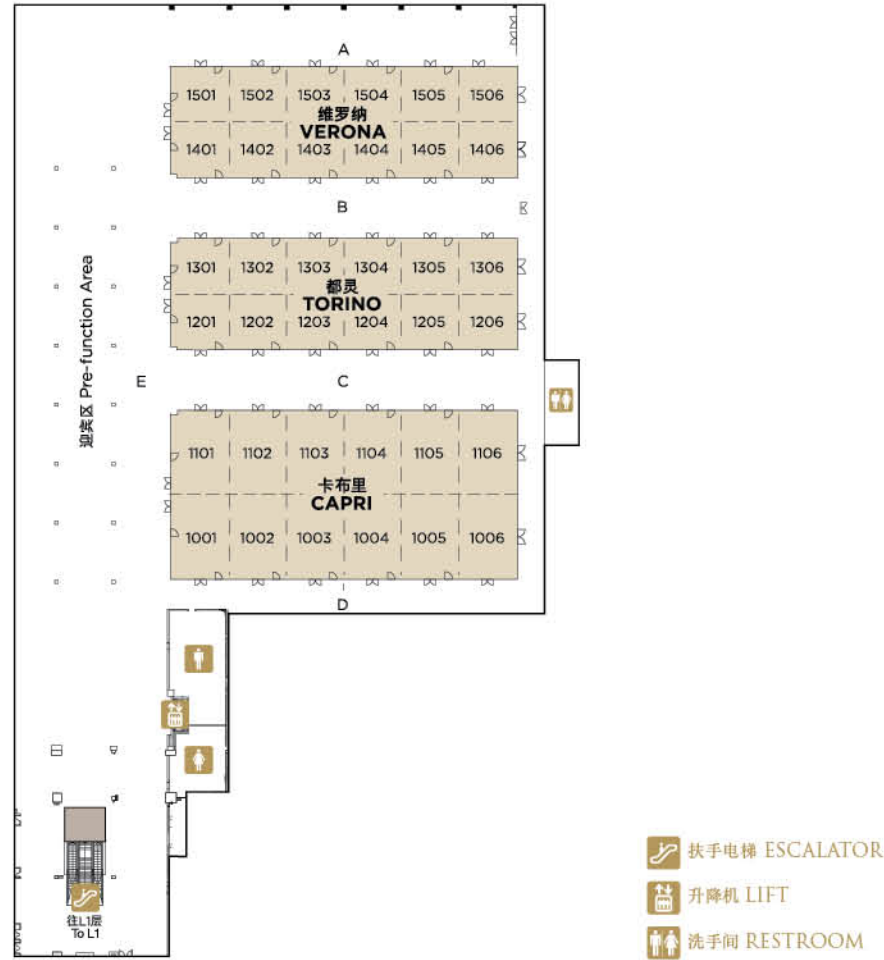 A
1501 1502 1503 1504 1505 1506
维罗纳
VERONA
1401 1402 1403 1404 1405 1406
B
1301 1302 1303 1304 1305 1306
都灵
TORINO
1201 1202 1203 1204 1205 1206
迎宾区 Pre-function Area
E
C
1101 1102 1103 1104 1105 1106
卡布里
CAPRI
1001 1002 1003 1004 1005 1006
D
往L1层
To L1
扶手电梯 ESCALATOR
升降机 LIFT
洗手间 RESTROOM